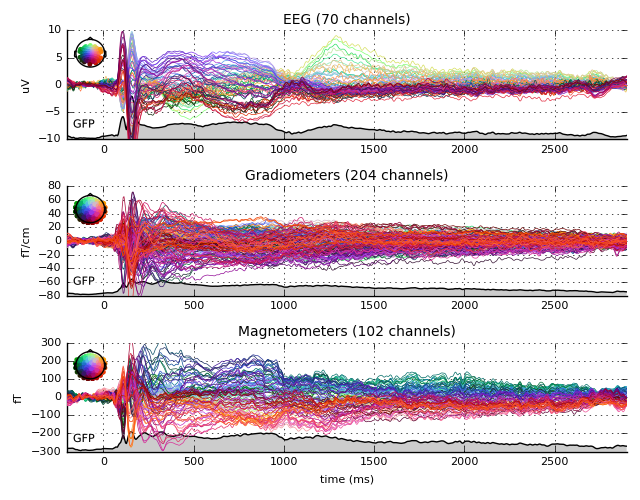 EEG (70 channels)
10
5
0
−5
−10
uV
GFP
0 500 1000 1500 2000 2500
Gradiometers (204 channels)
80
60
40
20
0
−20
−40
−60
−80
fT/cm
GFP
0 500 1000 1500 2000 2500
Magnetometers (102 channels)
300
200
100
0
−100
−200
−300
fT
GFP
0 500 1000 1500 2000 2500
time (ms)